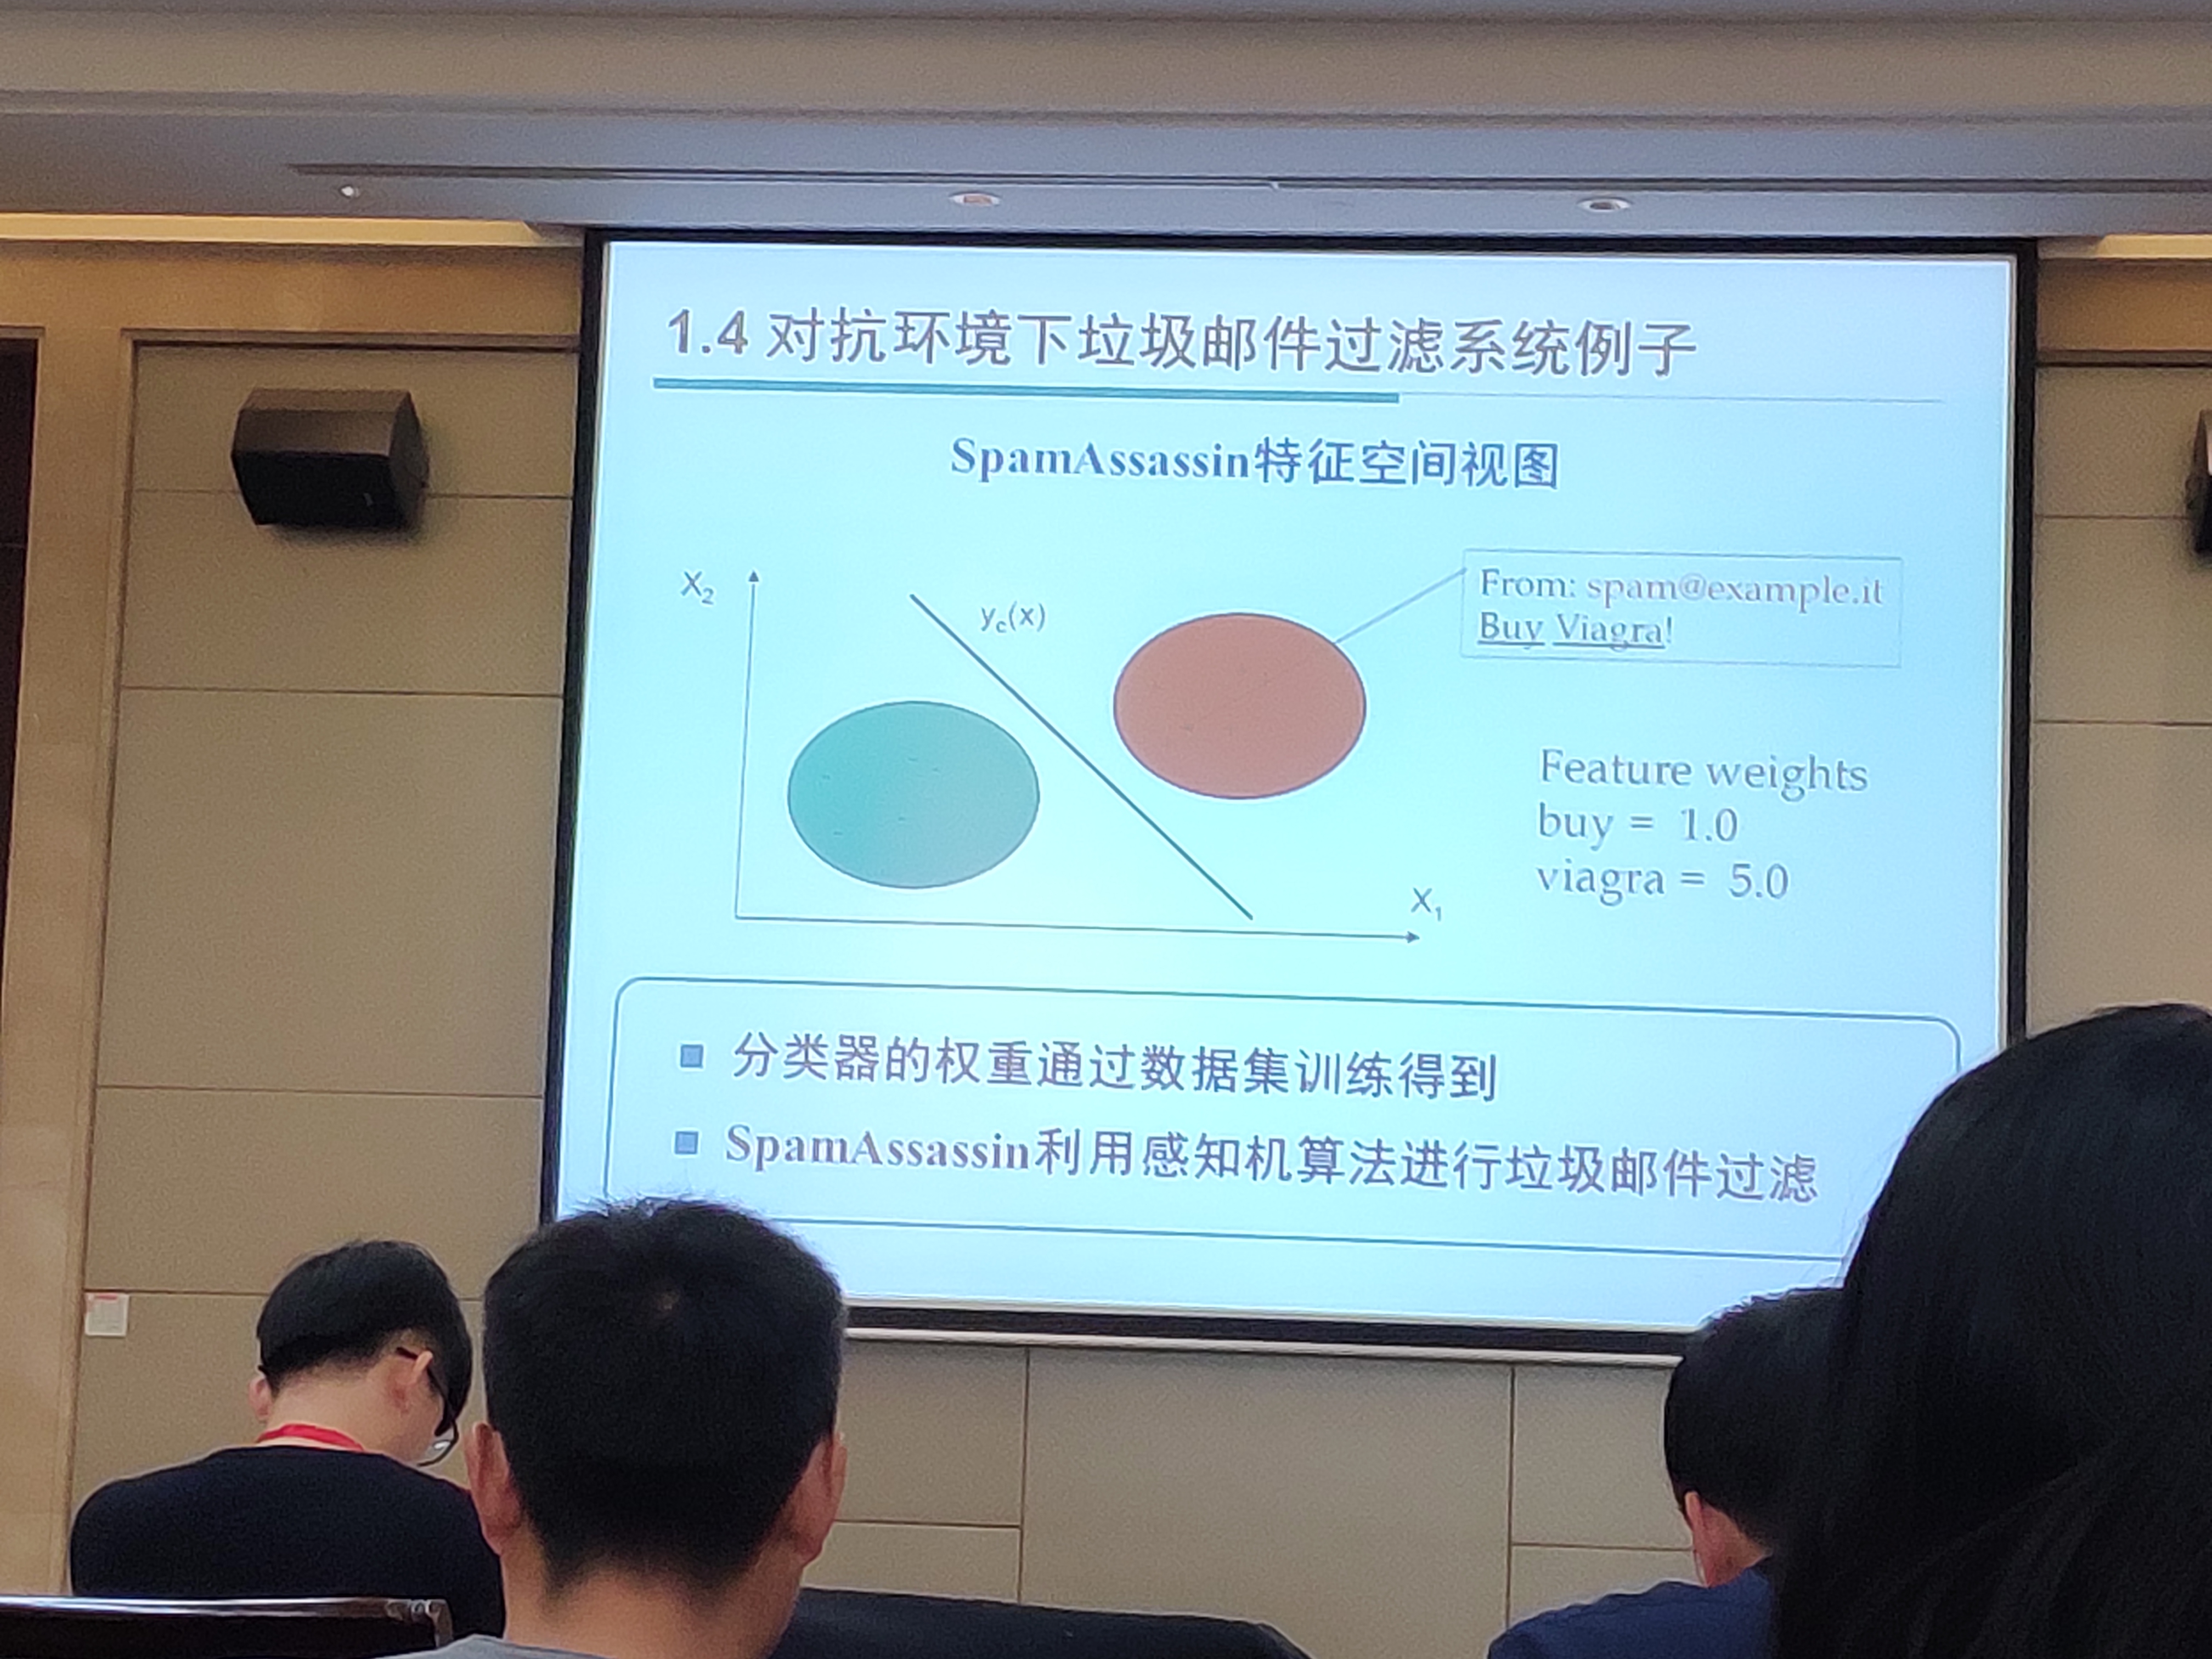 1.4 对抗环境下垃圾邮件过滤系统例子
SpamAssassin特征空间视图
X₂
y꜀(x)
From: spam@example.it
Buy Viagra!
Feature weights
buy = 1.0
viagra = 5.0
X₁
分类器的权重通过数据集训练得到
SpamAssassin利用感知机算法进行垃圾邮件过滤